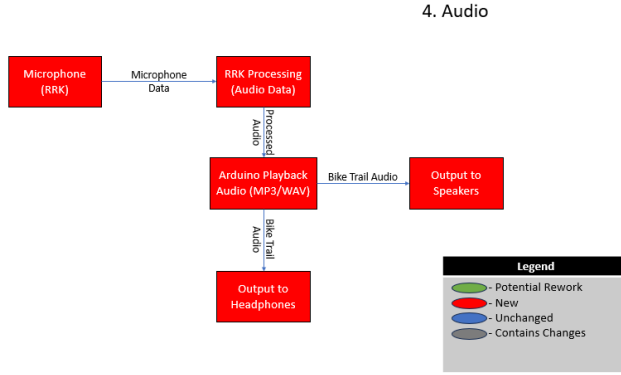 4. Audio
Microphone
(RRK)
Microphone
Data
RRK Processing
(Audio Data)
Processed
Audio
Arduino Playback
Audio (MP3/WAV)
Bike Trail Audio
Output to
Speakers
Bike Trail
Audio
Output to
Headphones
Legend
- Potential Rework
- New
- Unchanged
- Contains Changes